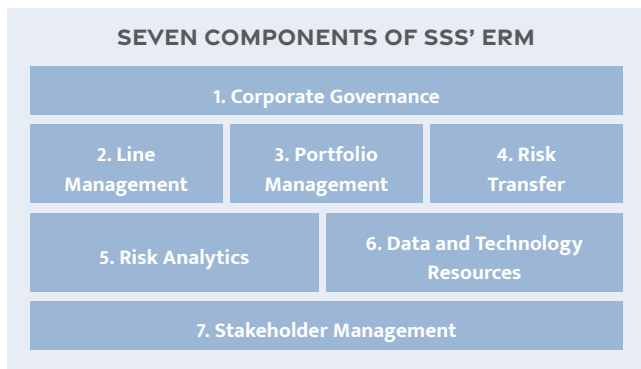 SEVEN COMPONENTS OF SSS' ERM
1. Corporate Governance
2. Line
Management
3. Portfolio
Management
4. Risk
Transfer
5. Risk Analytics
6. Data and Technology
Resources
7. Stakeholder Management